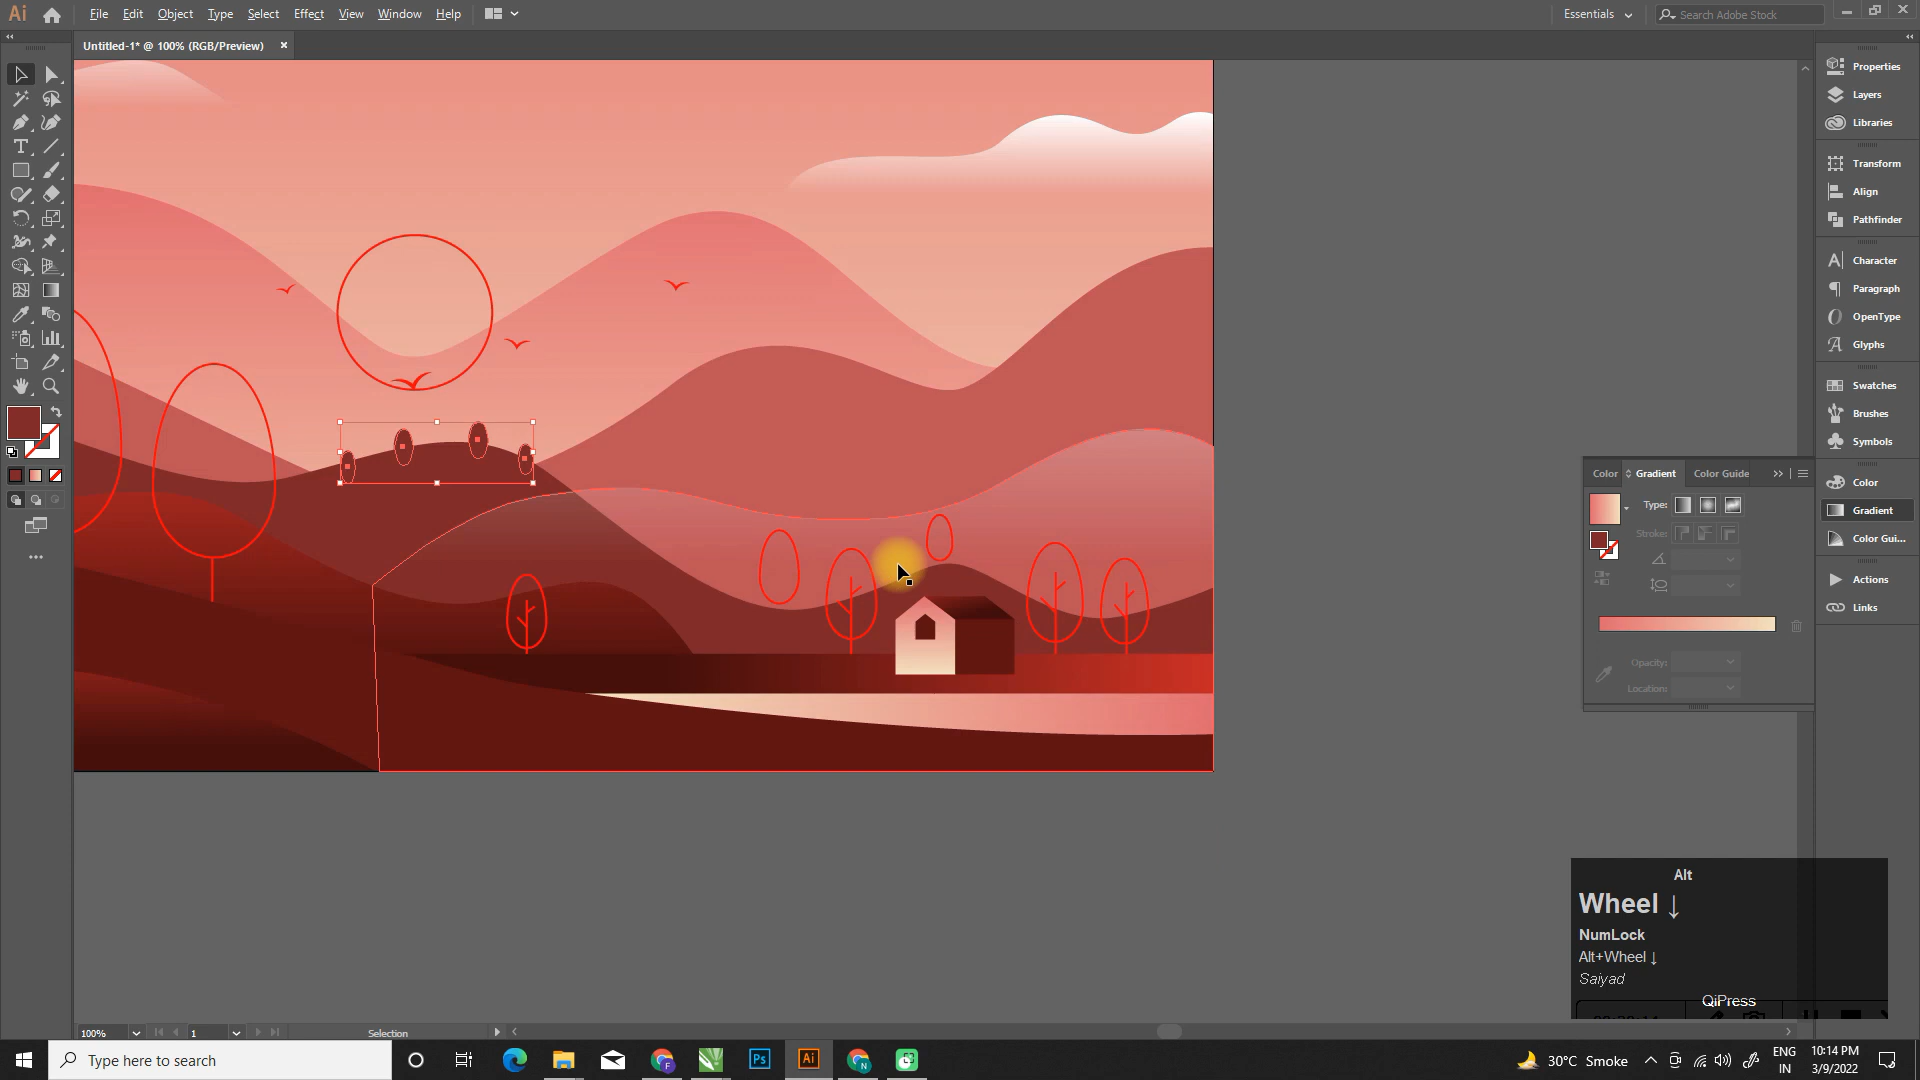 Ai File Edit Object Type Select Effect View Window Help Essentials Search Adobe Stock
Untitled-1* @ 100% (RGB/Preview) ×
Properties
Layers
Libraries
Transform
Align
Pathfinder
Character
Paragraph
OpenType
Glyphs
Swatches
Brushes
Symbols
Color
Gradient
Color Gui...
Actions
Links
Color Gradient Color Guide
Type:
Stroke:
Opacity:
Location:
Alt
Wheel ↓
NumLock
Alt+Wheel ↓
Saiyad
QiPress
100% 1 Selection
Type here to search
Ps
Ai
30°C Smoke
ENG
IN
10:14 PM
3/9/2022